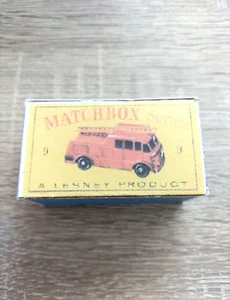 MATCHBOX Series
9 9
A LESNEY PRODUCT